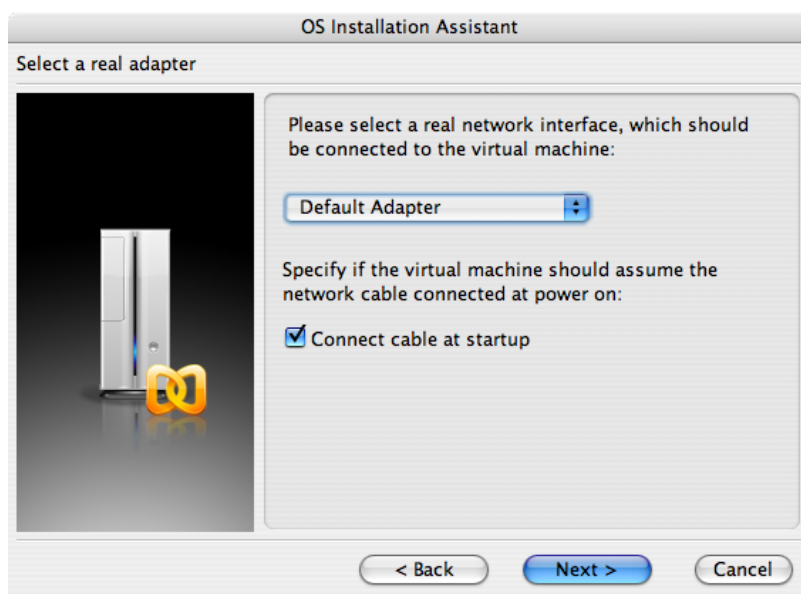 OS Installation Assistant
Select a real adapter
Please select a real network interface, which should
be connected to the virtual machine:
Default Adapter
Specify if the virtual machine should assume the
network cable connected at power on:
Connect cable at startup
< Back
Next >
Cancel